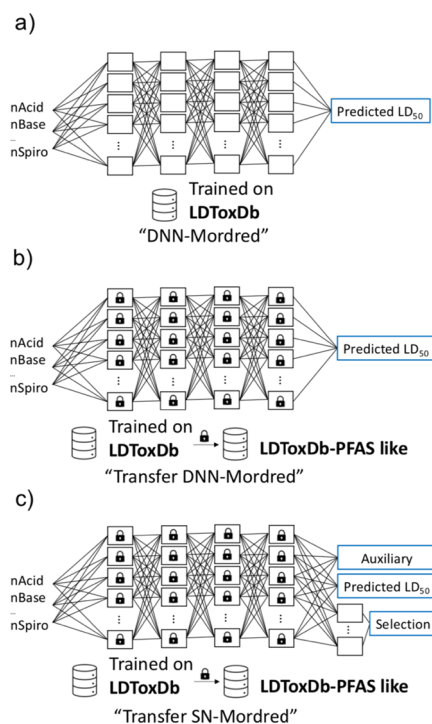 a)
nAcid
nBase
...
nSpiro
⋮ ⋮ ⋮ ⋮
Predicted LD50
Trained on
LDToxDb
“DNN-Mordred”
b)
nAcid
nBase
...
nSpiro
⋮ ⋮ ⋮ ⋮
Predicted LD50
Trained on
LDToxDb LDToxDb-PFAS like
“Transfer DNN-Mordred”
c)
nAcid
nBase
...
nSpiro
⋮ ⋮ ⋮ ⋮
Auxiliary
Predicted LD50
⋮
Selection
Trained on
LDToxDb LDToxDb-PFAS like
“Transfer SN-Mordred”